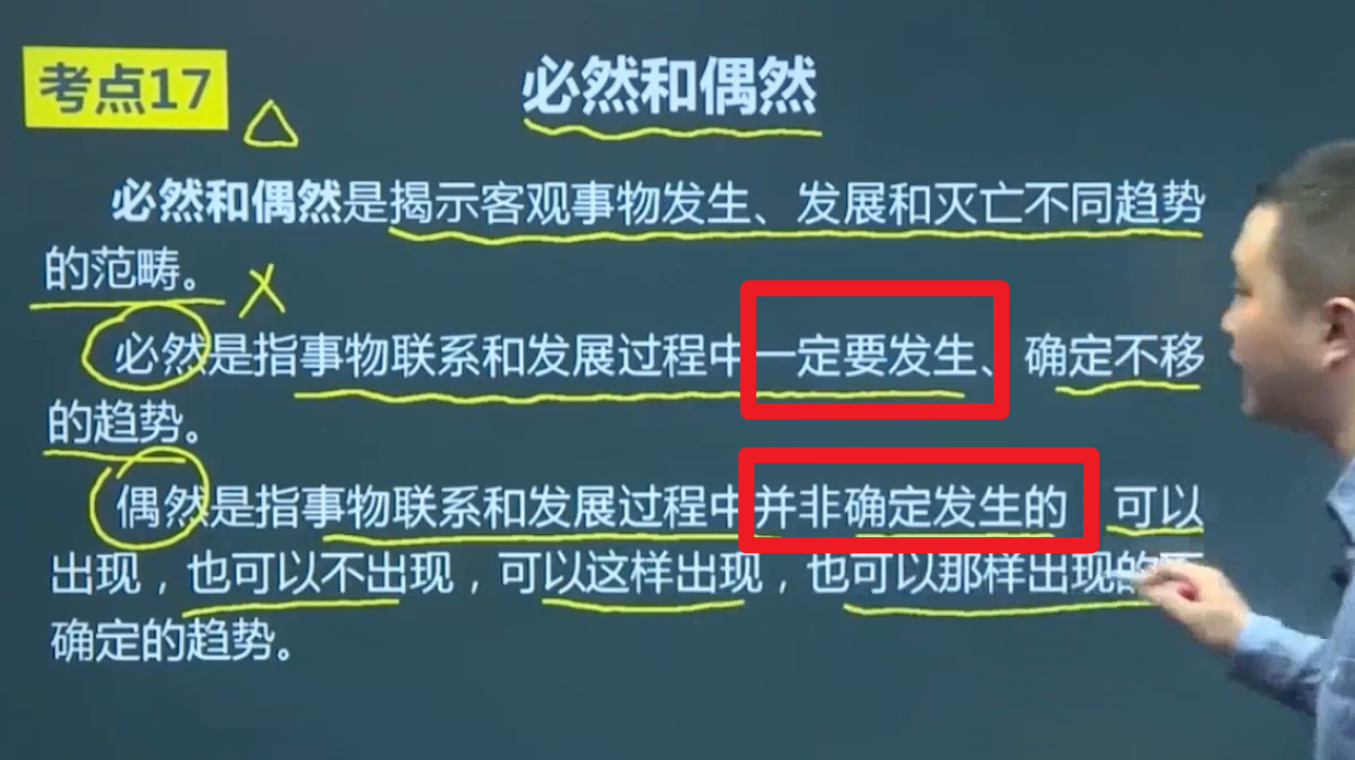 考点17
必然和偶然
必然和偶然是揭示客观事物发生、发展和灭亡不同趋势
的范畴。
必然是指事物联系和发展过程中一定要发生、确定不移
的趋势。
偶然是指事物联系和发展过程中并非确定发生的 可以
出现，也可以不出现，可以这样出现，也可以那样出现的
确定的趋势。